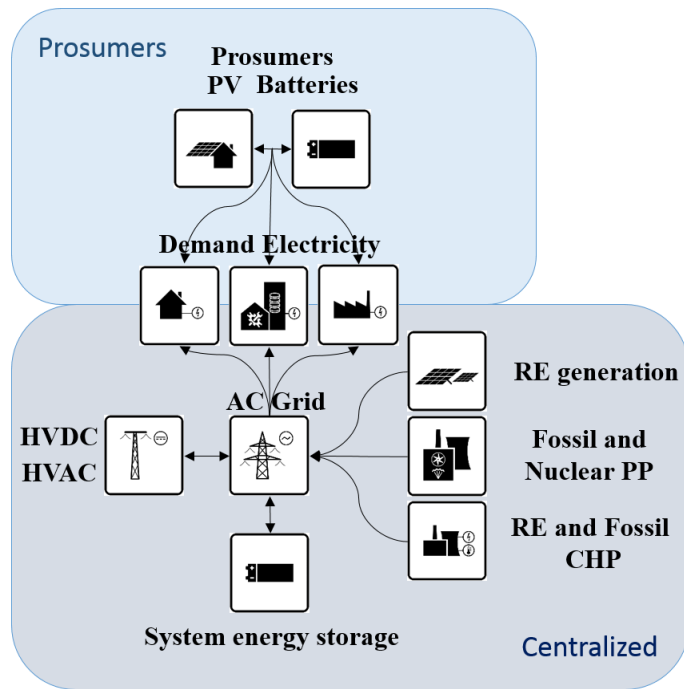 Prosumers
Prosumers
PV Batteries
Demand Electricity
AC Grid
HVDC
HVAC
RE generation
Fossil and
Nuclear PP
RE and Fossil
CHP
System energy storage
Centralized